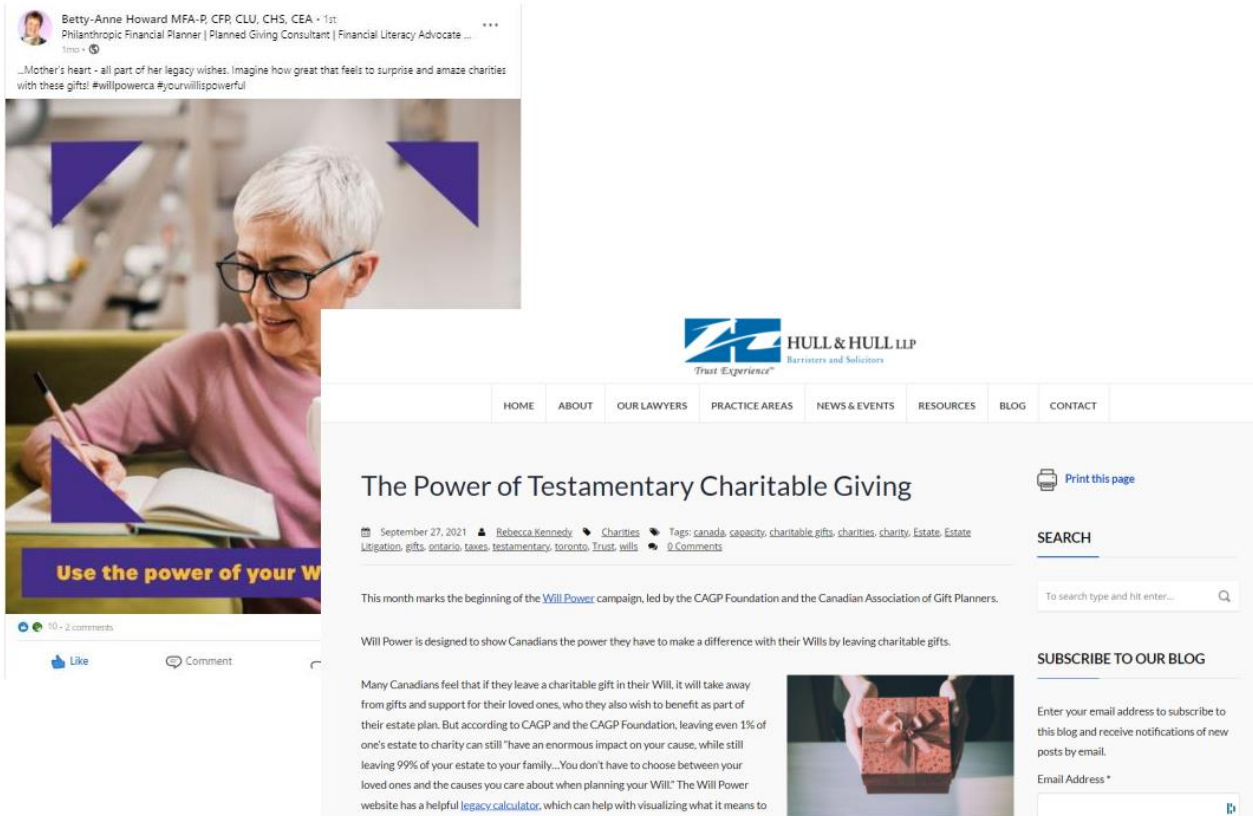 Betty-Anne Howard MFA-P, CFP, CLU, CHS, CEA • 1st
Philanthropic Financial Planner | Planned Giving Consultant | Financial Literacy Advocate ...
1mo •
...Mother's heart - all part of her legacy wishes. Imagine how great that feels to surprise and amaze charities
with these gifts! #willpowerca #yourwillispowerful
Use the power of your W
10 • 2 comments
Like
Comment
HULL & HULL LLP
Barristers and Solicitors
Trust Experience™
HOME ABOUT OUR LAWYERS PRACTICE AREAS NEWS & EVENTS RESOURCES BLOG CONTACT
The Power of Testamentary Charitable Giving
September 27, 2021 Rebecca Kennedy Charities Tags: canada, capacity, charitable gifts, charities, charity, Estate, Estate
Litigation, gifts, ontario, taxes, testamentary, toronto, Trust, wills 0 Comments
This month marks the beginning of the Will Power campaign, led by the CAGP Foundation and the Canadian Association of Gift Planners.
Will Power is designed to show Canadians the power they have to make a difference with their Wills by leaving charitable gifts.
Many Canadians feel that if they leave a charitable gift in their Will, it will take away
from gifts and support for their loved ones, who they also wish to benefit as part of
their estate plan. But according to CAGP and the CAGP Foundation, leaving even 1% of
one's estate to charity can still "have an enormous impact on your cause, while still
leaving 99% of your estate to your family…You don't have to choose between your
loved ones and the causes you care about when planning your Will." The Will Power
website has a helpful legacy calculator, which can help with visualizing what it means to
Print this page
SEARCH
To search type and hit enter...
SUBSCRIBE TO OUR BLOG
Enter your email address to subscribe to
this blog and receive notifications of new
posts by email.
Email Address *